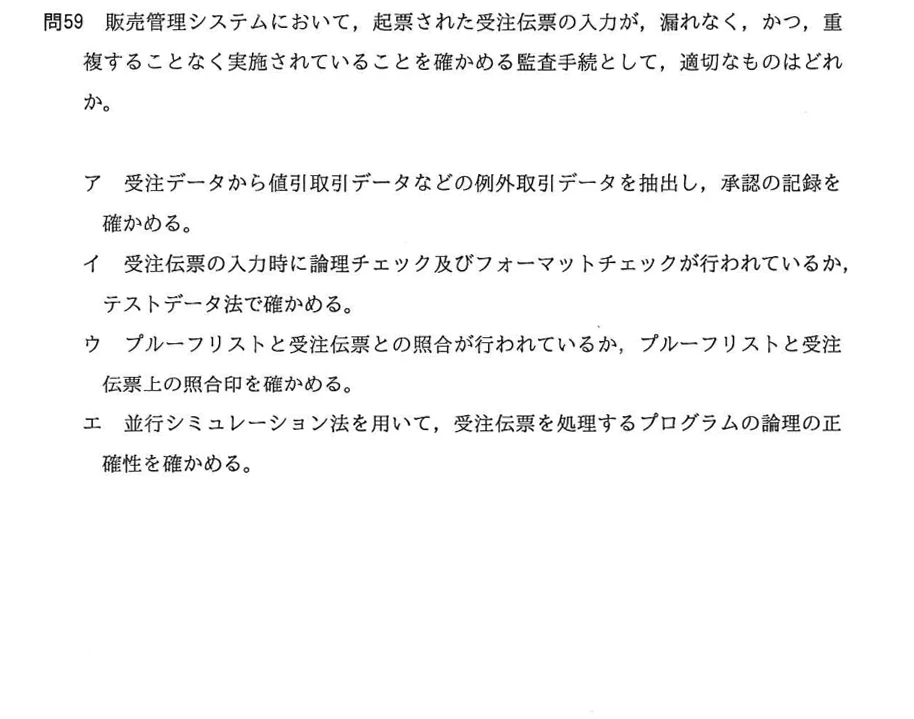 問59 販売管理システムにおいて，起票された受注伝票の入力が，漏れなく，かつ，重
複することなく実施されていることを確かめる監査手続として，適切なものはどれ
か。
ア 受注データから値引取引データなどの例外取引データを抽出し，承認の記録を
確かめる。
イ 受注伝票の入力時に論理チェック及びフォーマットチェックが行われているか，
テストデータ法で確かめる。
ウ プルーフリストと受注伝票との照合が行われているか，プルーフリストと受注
伝票上の照合印を確かめる。
エ 並行シミュレーション法を用いて，受注伝票を処理するプログラムの論理の正
確性を確かめる。